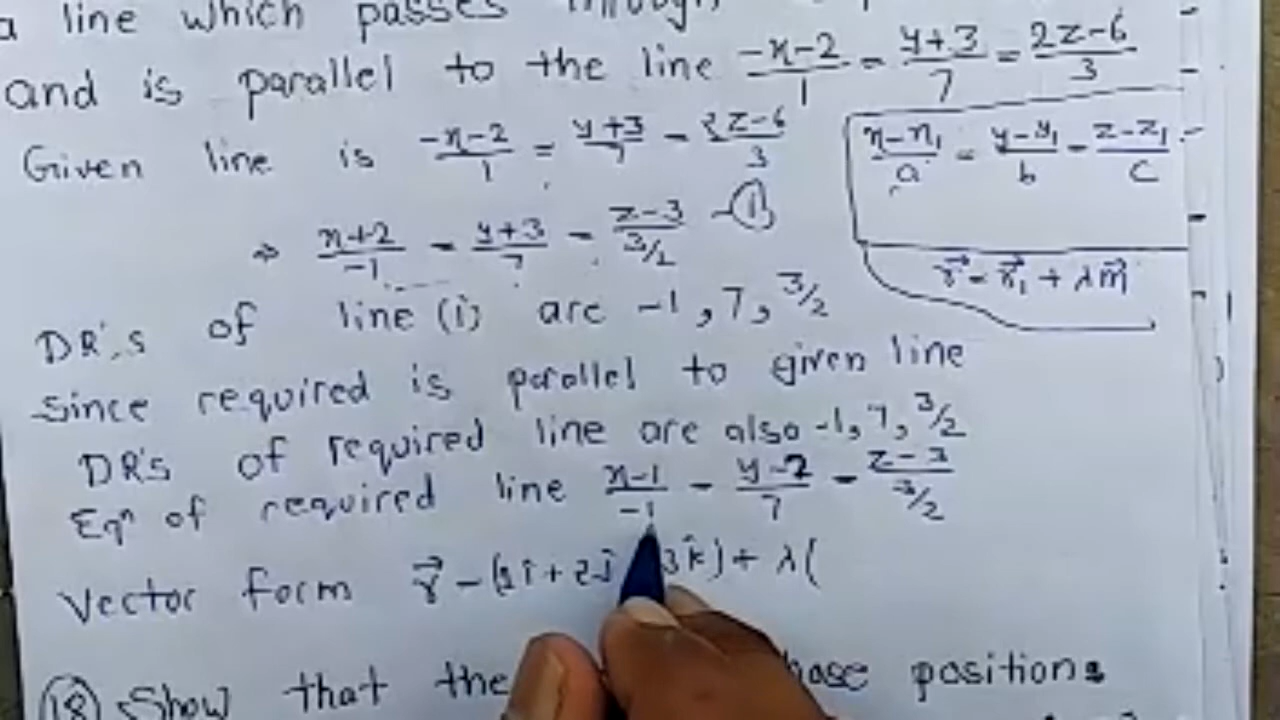 a line which passes through
and is parallel to the line -x-2/1 = y+3/7 = 2z-6/3
Given line is -x-2/1 = y+3/7 = 2z-6/3
x-x₁/a = y-y₁/b = z-z₁/c
⇒ x+2/-1 = y+3/7 = z-3/3/2 -(i)
r⃗ = r⃗₁ + λm⃗
DR's of line (i) are -1, 7, 3/2
Since required is parallel to given line
DR's of required line are also -1, 7, 3/2
Eqⁿ of required line x-1/-1 = y-2/7 = z-3/3/2
Vector form r⃗ = (1î + 2ĵ 3k̂) + λ(
(18) Show that the positions